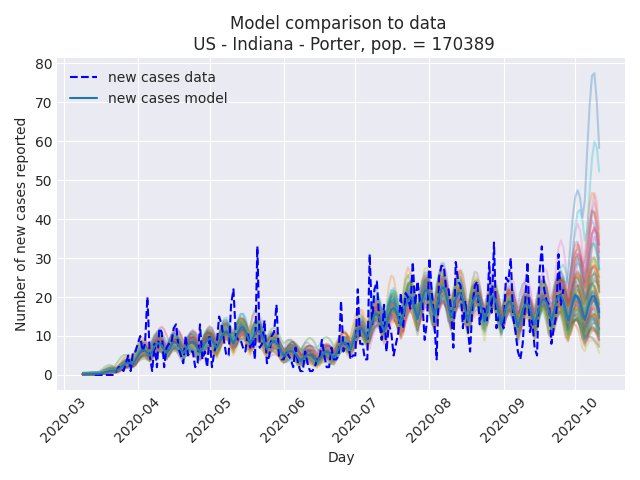 Model comparison to data
US - Indiana - Porter, pop. = 170389
new cases data
new cases model
Number of new cases reported
80
70
60
50
40
30
20
10
0
2020-03
2020-04
2020-05
2020-06
2020-07
2020-08
2020-09
2020-10
Day